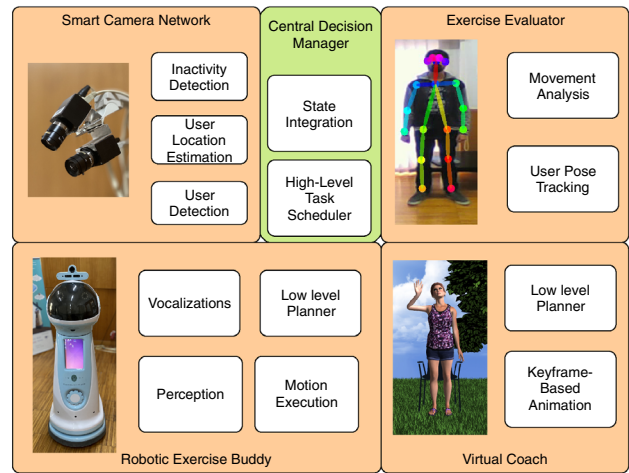 Smart Camera Network
Inactivity
Detection
User
Location
Estimation
User
Detection
Central Decision
Manager
State
Integration
High-Level
Task
Scheduler
Exercise Evaluator
Movement
Analysis
User Pose
Tracking
Vocalizations
Low level
Planner
Perception
Motion
Execution
Robotic Exercise Buddy
Low level
Planner
Keyframe-
Based
Animation
Virtual Coach